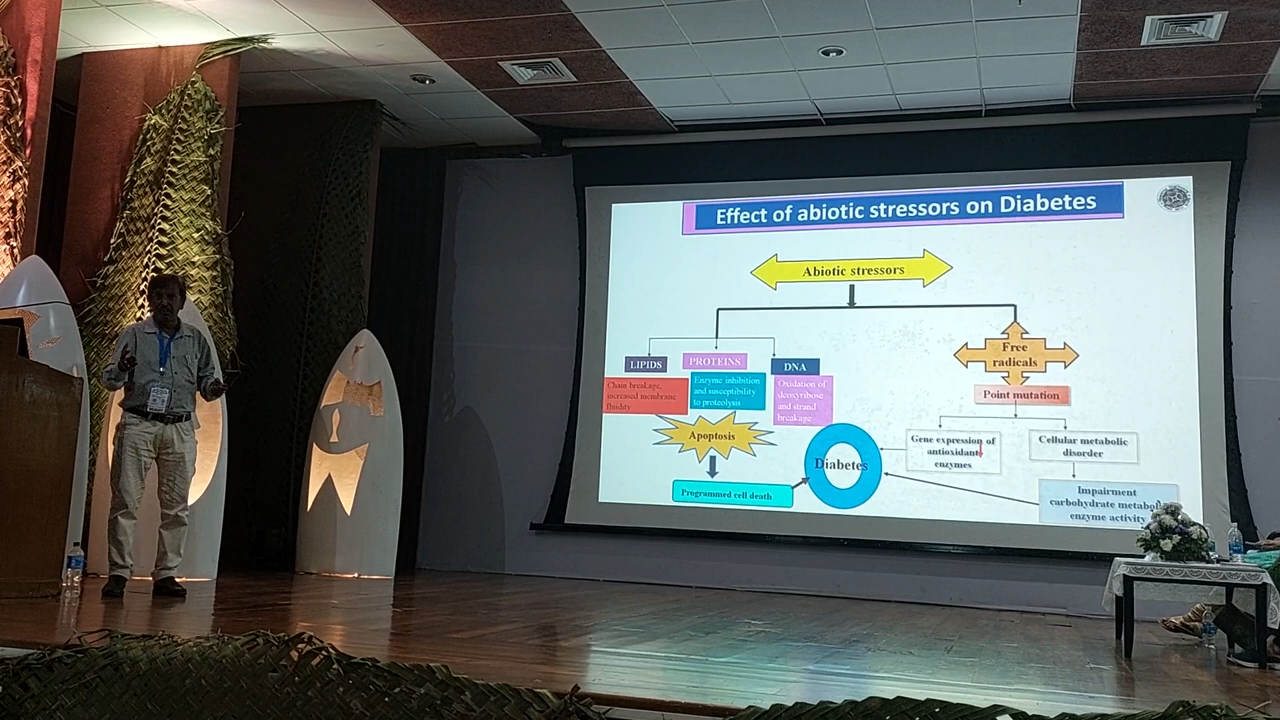 Effect of abiotic stressors on Diabetes
Abiotic stressors
LIPIDS
PROTEINS
DNA
Free
radicals
Chain breakage,
increased membrane
fluidity
Enzyme inhibition
and susceptibility
to proteolysis
Oxidation of
deoxyribose
and strand
breakage
Point mutation
Apoptosis
Diabetes
Gene expression of
antioxidant
enzymes
Cellular metabolic
disorder
Programmed cell death
Impairment
carbohydrate
enzyme activity